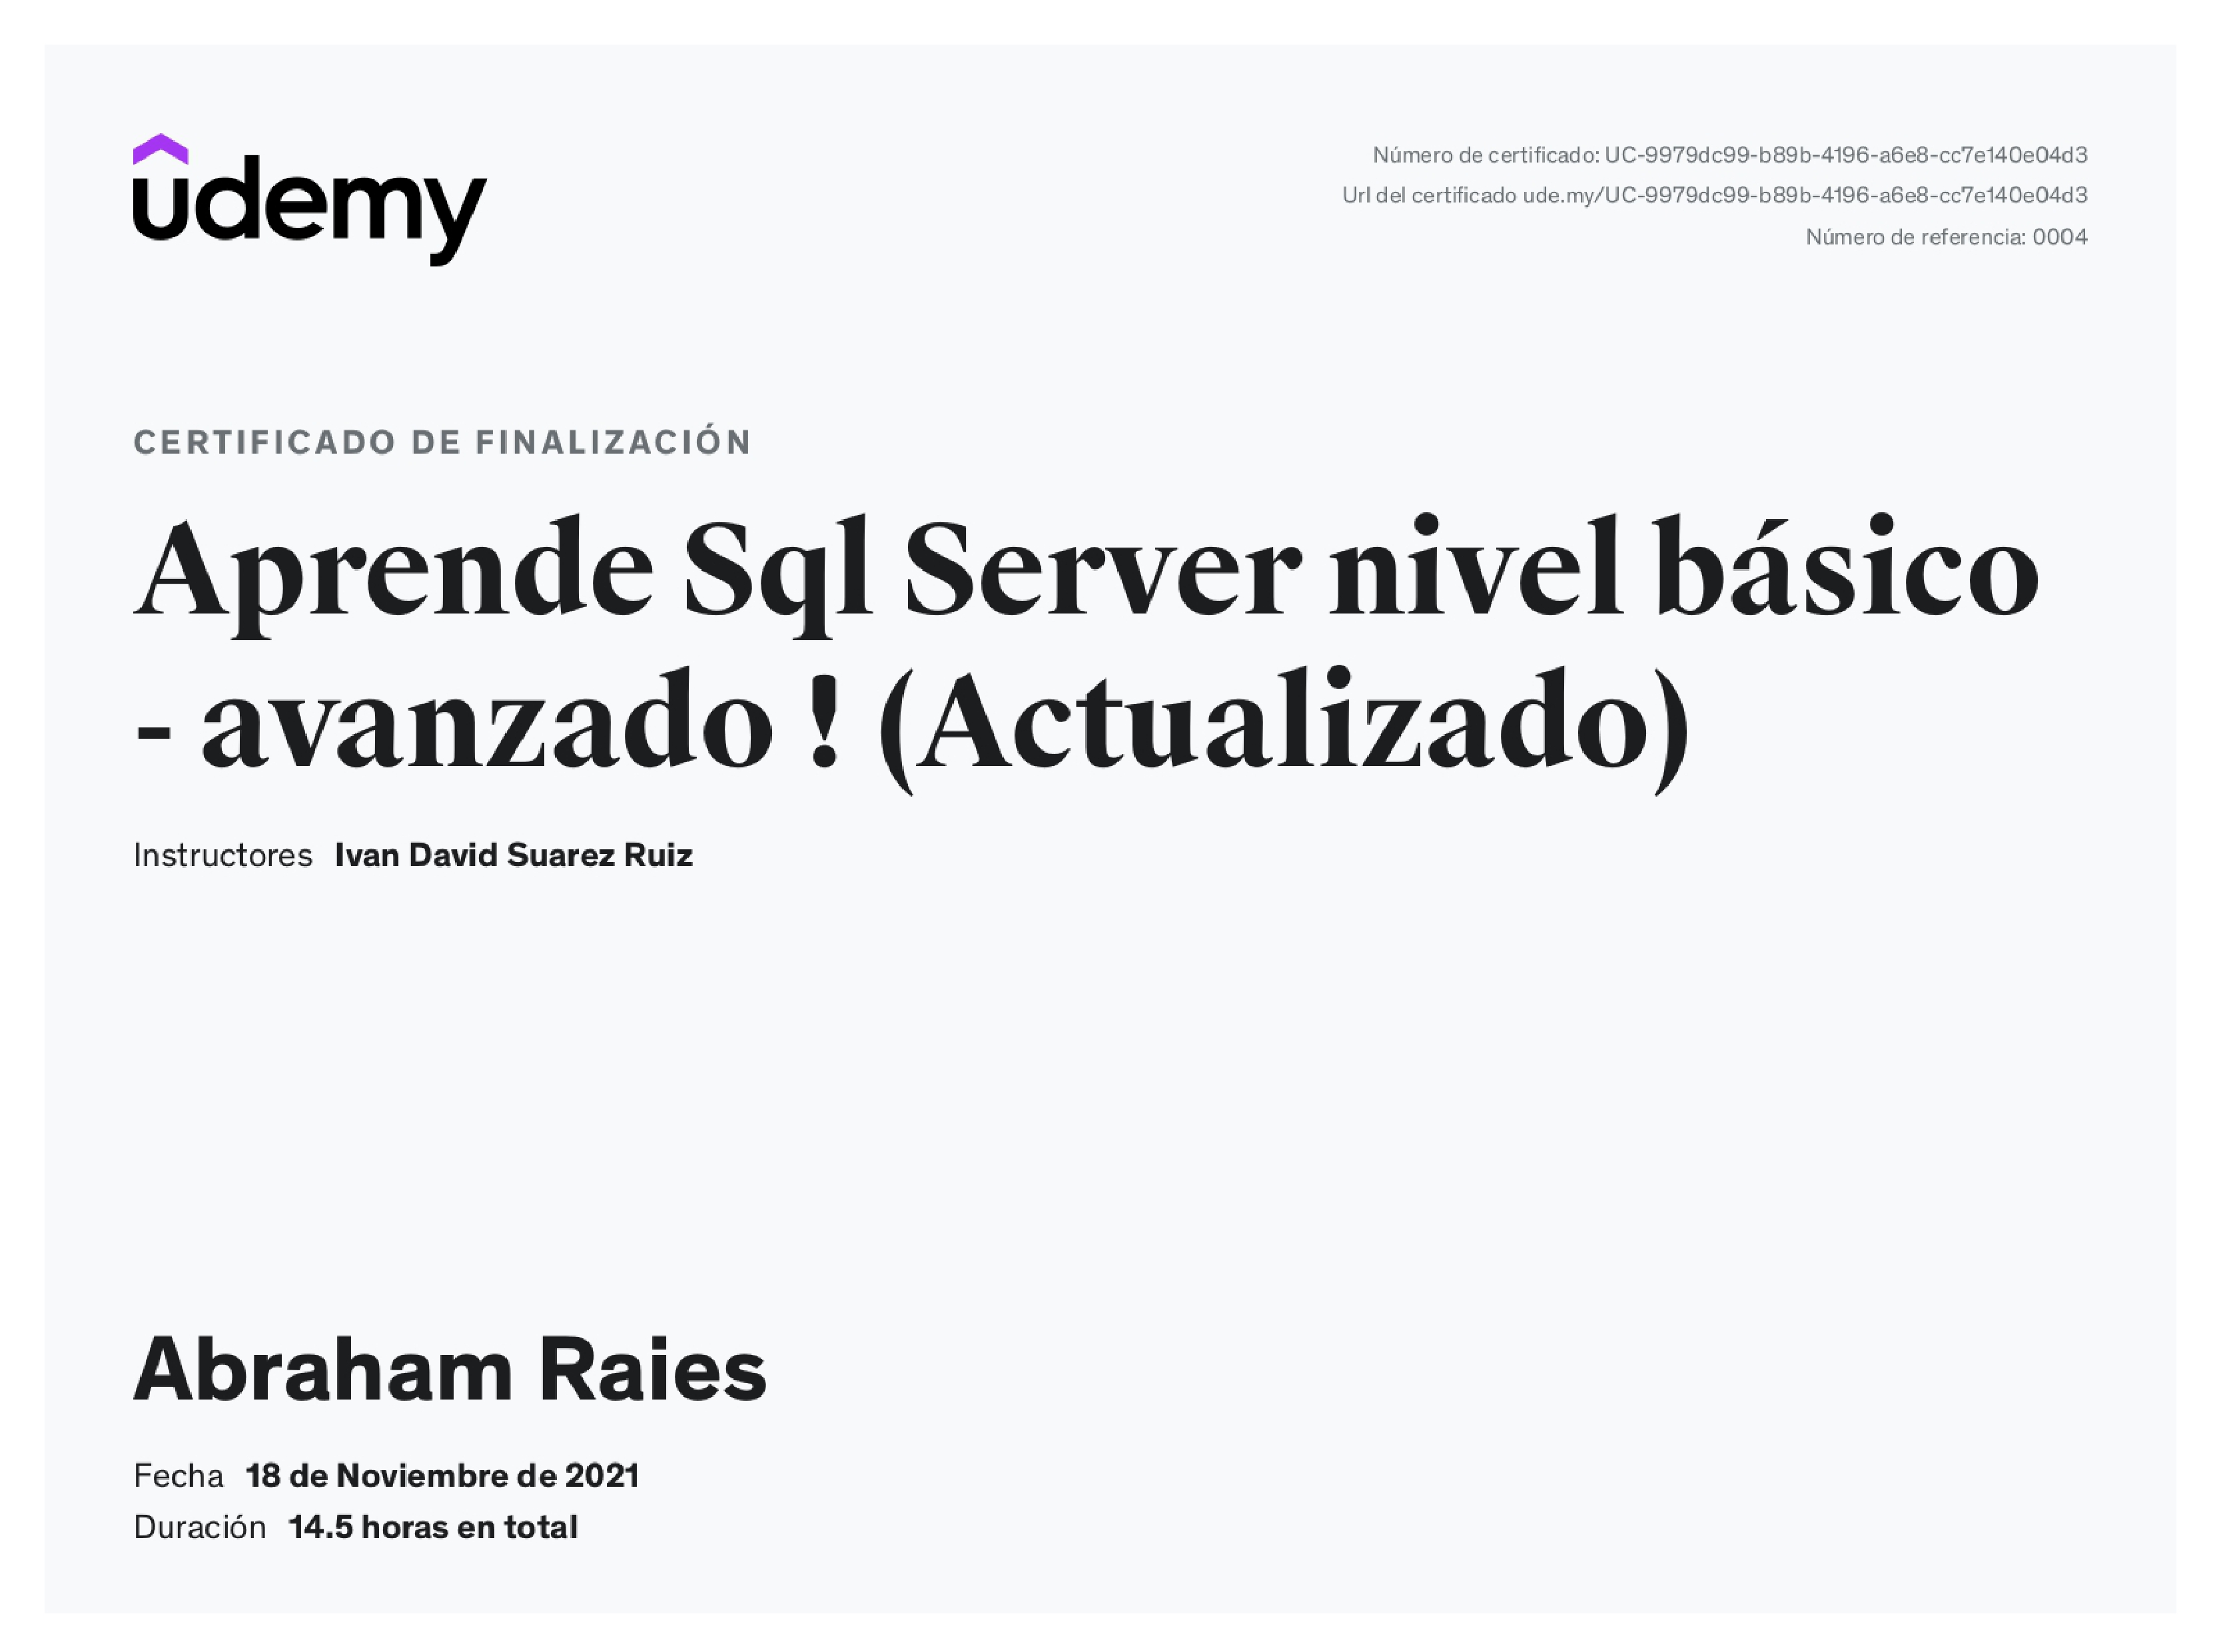 udemy
Número de certificado: UC-9979dc99-b89b-4196-a6e8-cc7e140e04d3
Url del certificado ude.my/UC-9979dc99-b89b-4196-a6e8-cc7e140e04d3
Número de referencia: 0004
CERTIFICADO DE FINALIZACIÓN
Aprende Sql Server nivel básico
- avanzado ! (Actualizado)
Instructores Ivan David Suarez Ruiz
Abraham Raies
Fecha 18 de Noviembre de 2021
Duración 14.5 horas en total